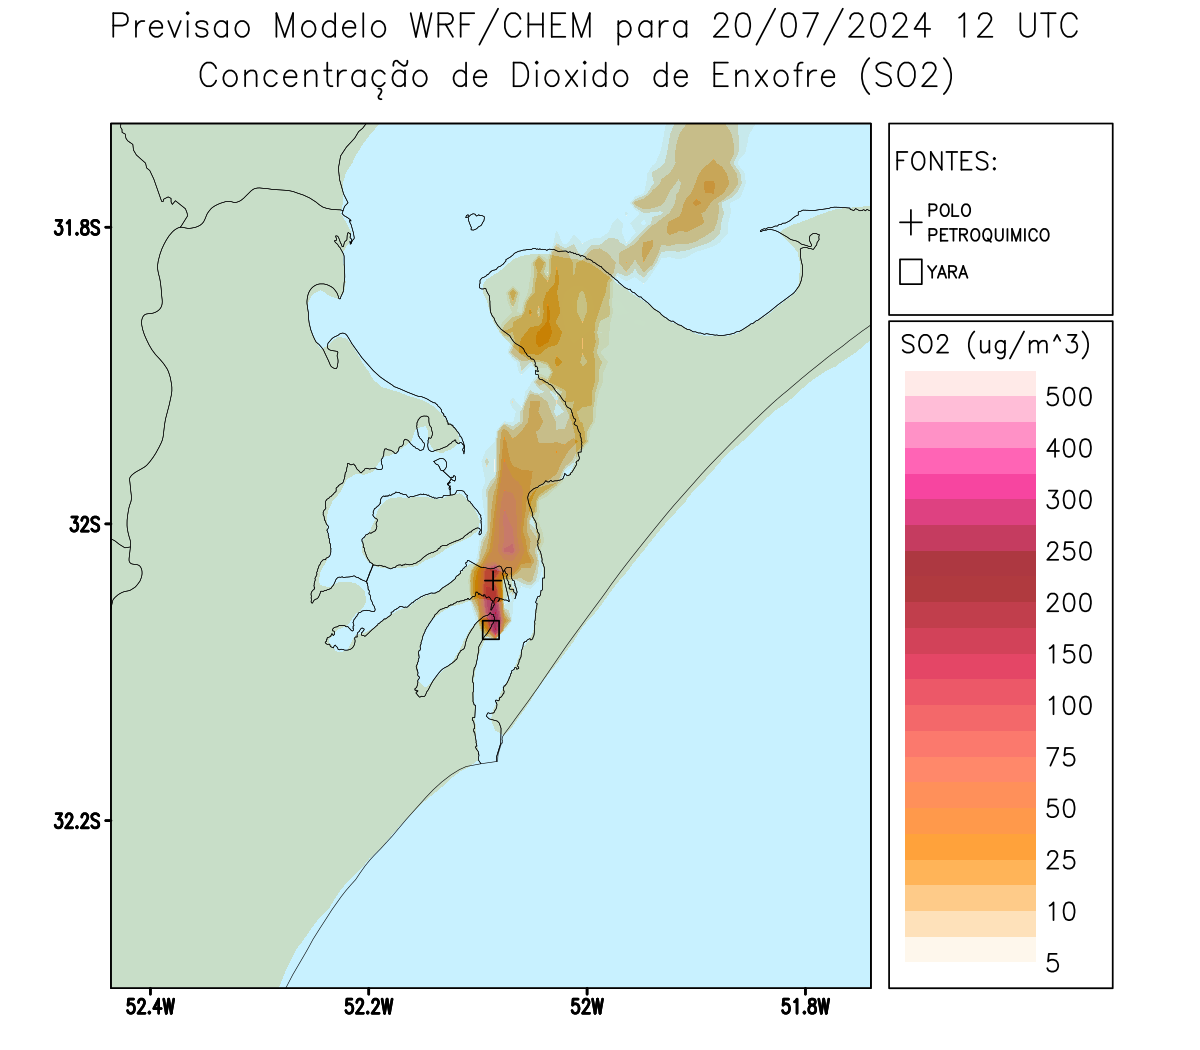 Previsao Modelo WRF/CHEM para 20/07/2024 12 UTC
Concentração de Dioxido de Enxofre (SO2)
FONTES:
POLO
PETROQUIMICO
YARA
SO2 (ug/m^3)
500
400
300
250
200
150
100
75
50
25
10
5
31.8S
32S
32.2S
52.4W
52.2W
52W
51.8W